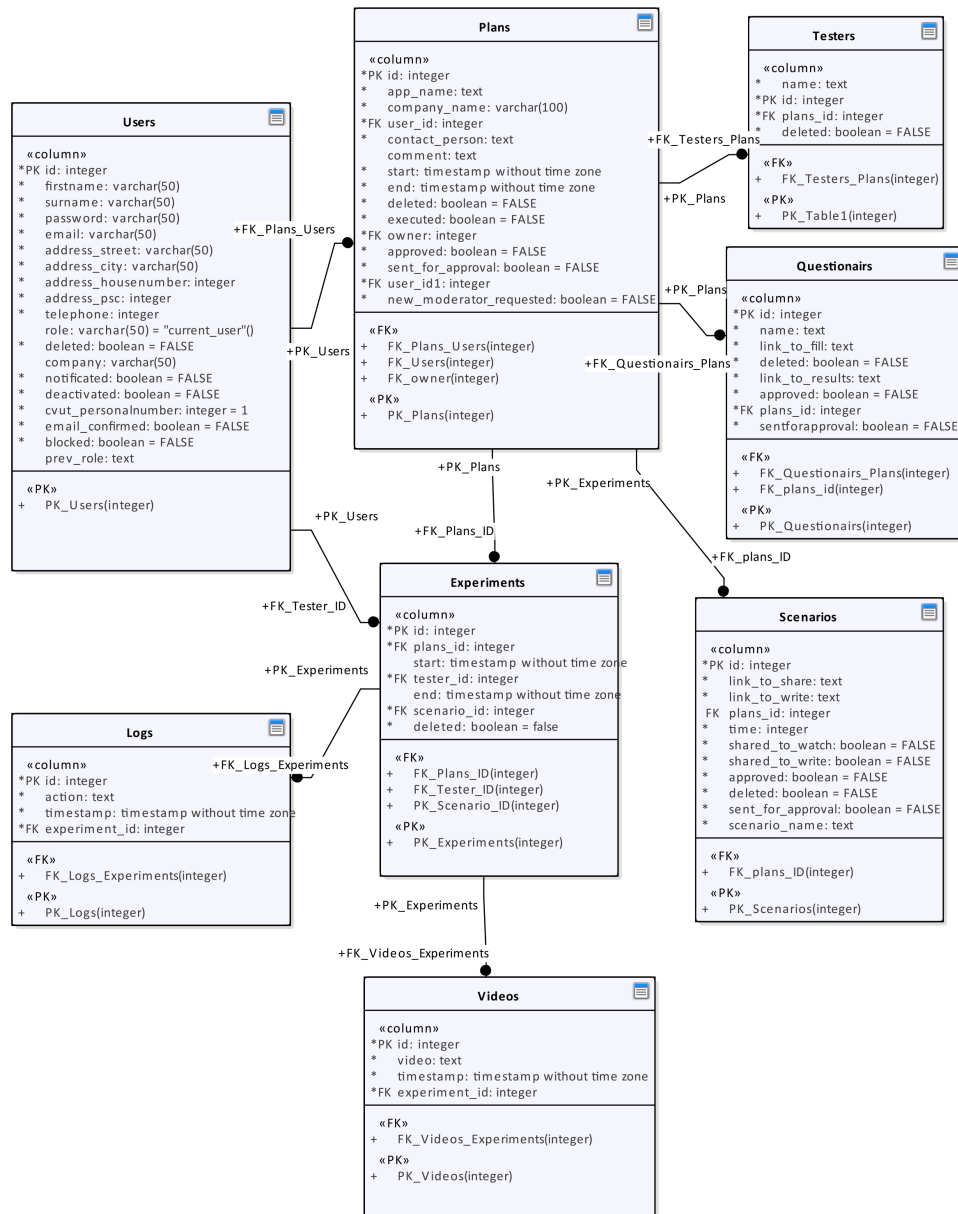 Plans
«column»
*PK id: integer
* app_name: text
* company_name: varchar(100)
*FK user_id: integer
* contact_person: text
comment: text
* start: timestamp without time zone
* end: timestamp without time zone
* deleted: boolean = FALSE
* executed: boolean = FALSE
*FK owner: integer
* approved: boolean = FALSE
* sent_for_approval: boolean = FALSE
*FK user_id1: integer
* new_moderator_requested: boolean = FALSE
«FK»
+ FK_Plans_Users(integer)
+ FK_Users(integer)
+ FK_owner(integer)
«PK»
+ PK_Plans(integer)
Testers
«column»
* name: text
*PK id: integer
*FK plans_id: integer
* deleted: boolean = FALSE
«FK»
+ FK_Testers_Plans(integer)
«PK»
+ PK_Table1(integer)
+FK_Testers_Plans
+PK_Plans
Users
«column»
*PK id: integer
* firstname: varchar(50)
* surname: varchar(50)
* password: varchar(50)
* email: varchar(50)
* address_street: varchar(50)
* address_city: varchar(50)
* address_housenumber: integer
* address_psc: integer
* telephone: integer
role: varchar(50) = "current_user"()
* deleted: boolean = FALSE
company: varchar(50)
* notificated: boolean = FALSE
* deactivated: boolean = FALSE
* cvut_personalnumber: integer = 1
* email_confirmed: boolean = FALSE
* blocked: boolean = FALSE
prev_role: text
«PK»
+ PK_Users(integer)
+FK_Plans_Users
+PK_Users
Questionairs
«column»
*PK id: integer
* name: text
* link_to_fill: text
* deleted: boolean = FALSE
* link_to_results: text
* approved: boolean = FALSE
*FK plans_id: integer
* sentforapproval: boolean = FALSE
«FK»
+ FK_Questionairs_Plans(integer)
+ FK_plans_id(integer)
«PK»
+ PK_Questionairs(integer)
+PK_Plans
+FK_Questionairs_Plans
+PK_Plans
+FK_Plans_ID
+PK_Experiments
+FK_plans_ID
+PK_Users
+FK_Tester_ID
Experiments
«column»
*PK id: integer
*FK plans_id: integer
start: timestamp without time zone
*FK tester_id: integer
end: timestamp without time zone
*FK scenario_id: integer
* deleted: boolean = false
«FK»
+ FK_Plans_ID(integer)
+ FK_Tester_ID(integer)
+ PK_Scenario_ID(integer)
«PK»
+ PK_Experiments(integer)
Scenarios
«column»
*PK id: integer
* link_to_share: text
* link_to_write: text
FK plans_id: integer
* time: integer
* shared_to_watch: boolean = FALSE
* shared_to_write: boolean = FALSE
* approved: boolean = FALSE
* deleted: boolean = FALSE
* sent_for_approval: boolean = FALSE
* scenario_name: text
«FK»
+ FK_plans_ID(integer)
«PK»
+ PK_Scenarios(integer)
+PK_Experiments
+FK_Logs_Experiments
Logs
«column»
*PK id: integer
* action: text
* timestamp: timestamp without time zone
*FK experiment_id: integer
«FK»
+ FK_Logs_Experiments(integer)
«PK»
+ PK_Logs(integer)
+PK_Experiments
+FK_Videos_Experiments
Videos
«column»
*PK id: integer
* video: text
* timestamp: timestamp without time zone
*FK experiment_id: integer
«FK»
+ FK_Videos_Experiments(integer)
«PK»
+ PK_Videos(integer)